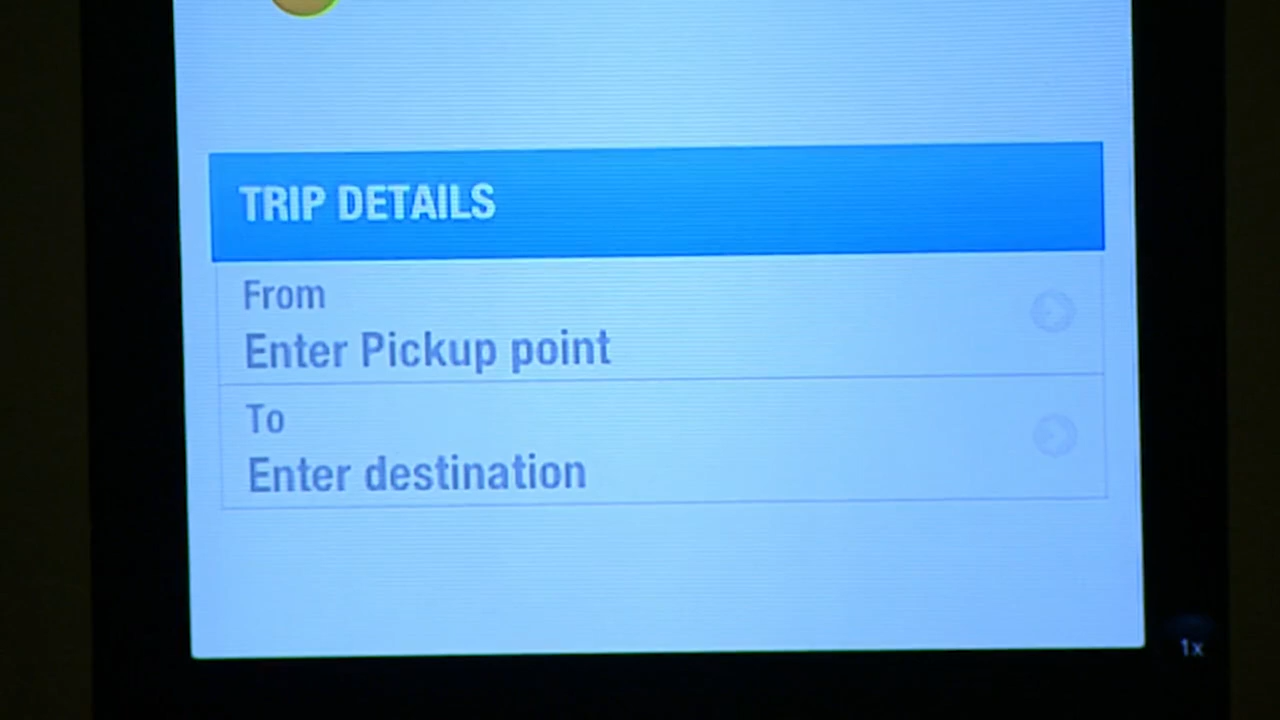 TRIP DETAILS
From
Enter Pickup point
To
Enter destination
1x